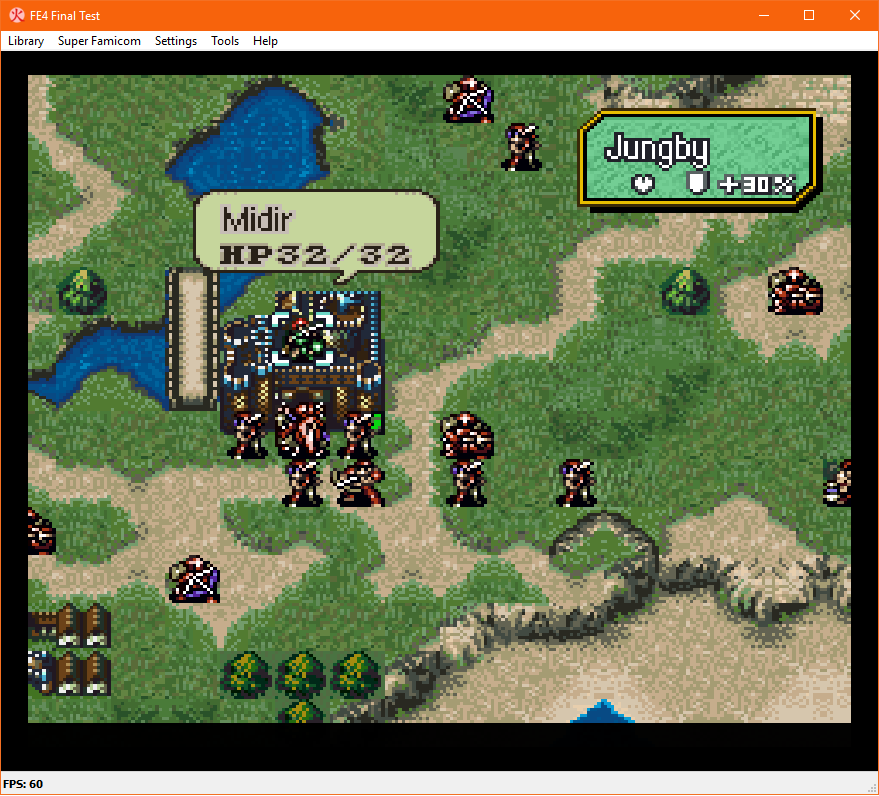 FE4 Final Test
Library Super Famicom Settings Tools Help
Jungby
+30%
Midir
HP32/32
FPS: 60